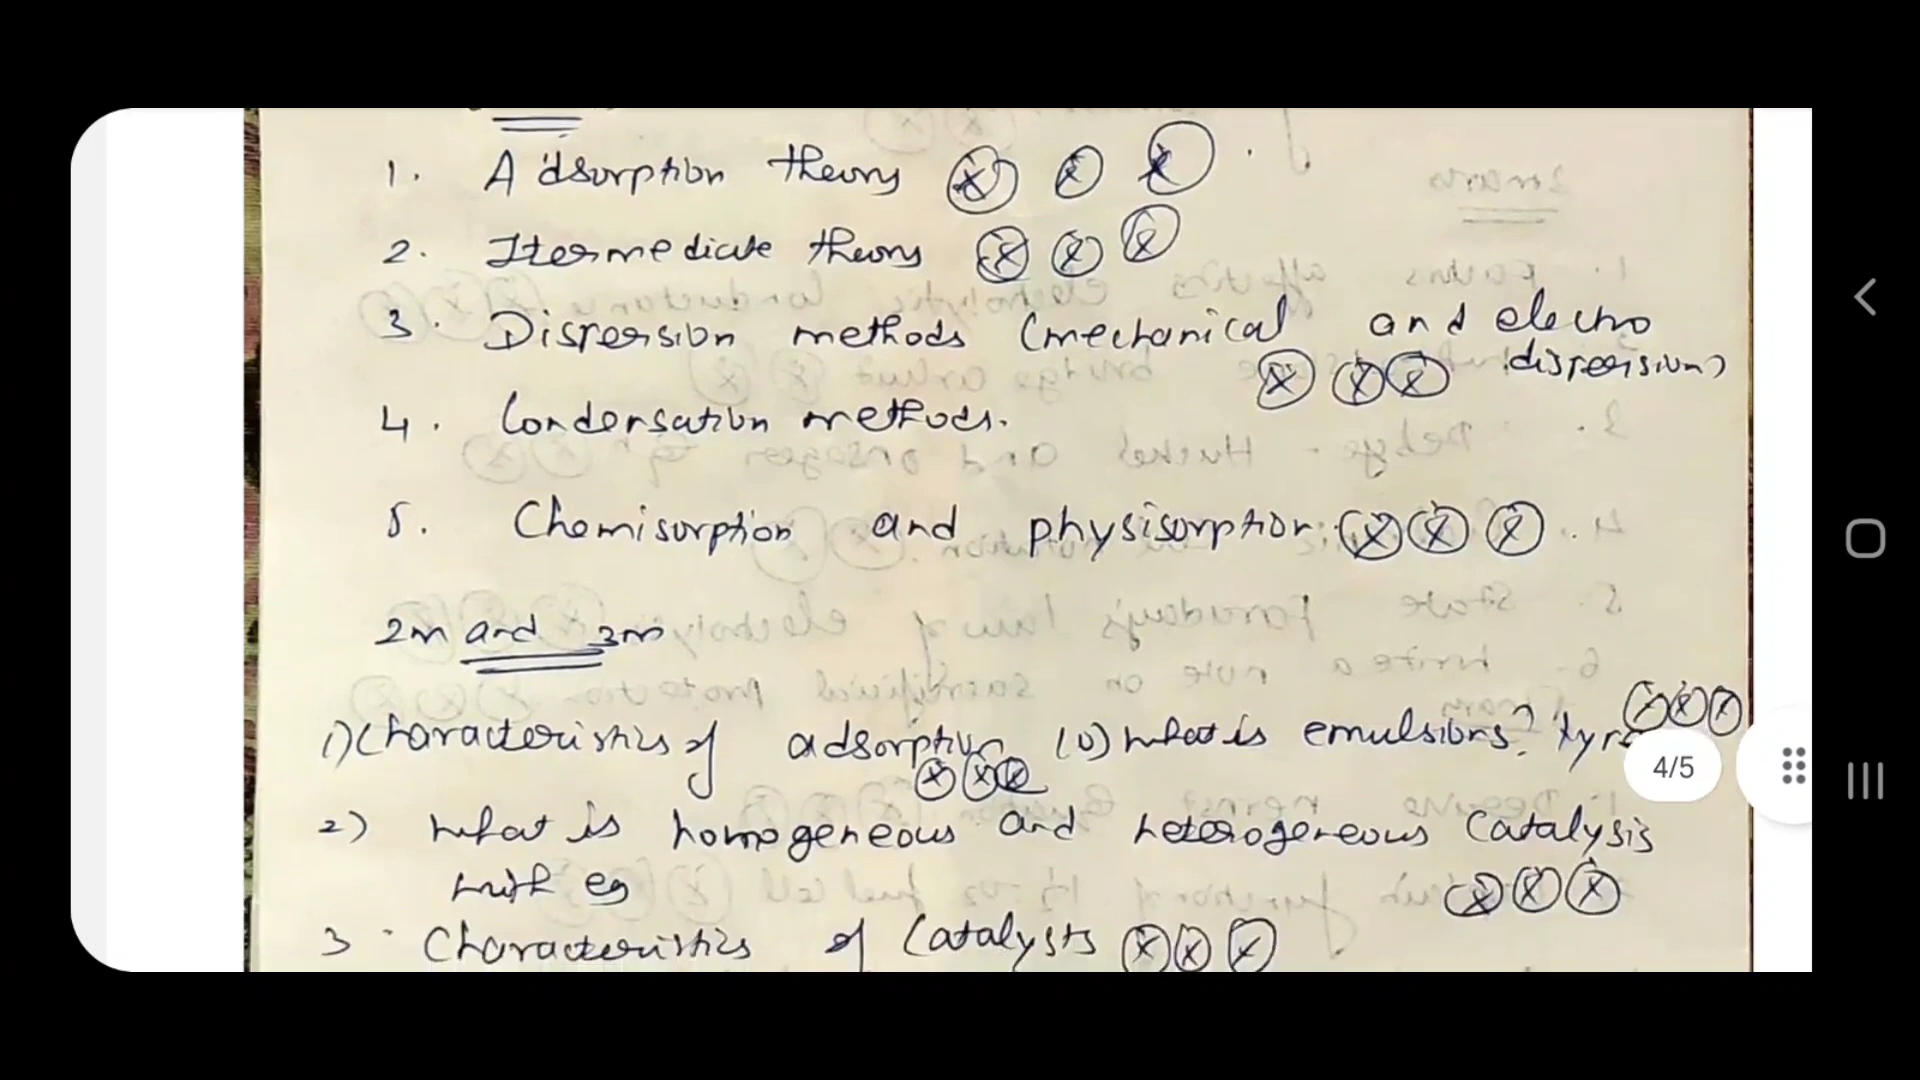 1. Adsorption theory ⓧ ⓧ ⓧ.
2. Itermediate theory ⓧ ⓧ ⓧ
3. Dispersion methods (mechanical and electro
dispersion)
ⓧ ⓧ ⓧ
4. Condensation methods.
5. Chemisorption and physisorption. ⓧ ⓧ ⓧ.
2m and 3m
1) Characteristics of adsorption 10) What is emulsions?
ⓧ ⓧ ⓧ
ⓧ ⓧ ⓧ
4/5
2) What is homogeneous and heterogeneous Catalysis
with eg ⓧ ⓧ ⓧ
3. Characteristics of Catalysts ⓧ ⓧ ⓧ